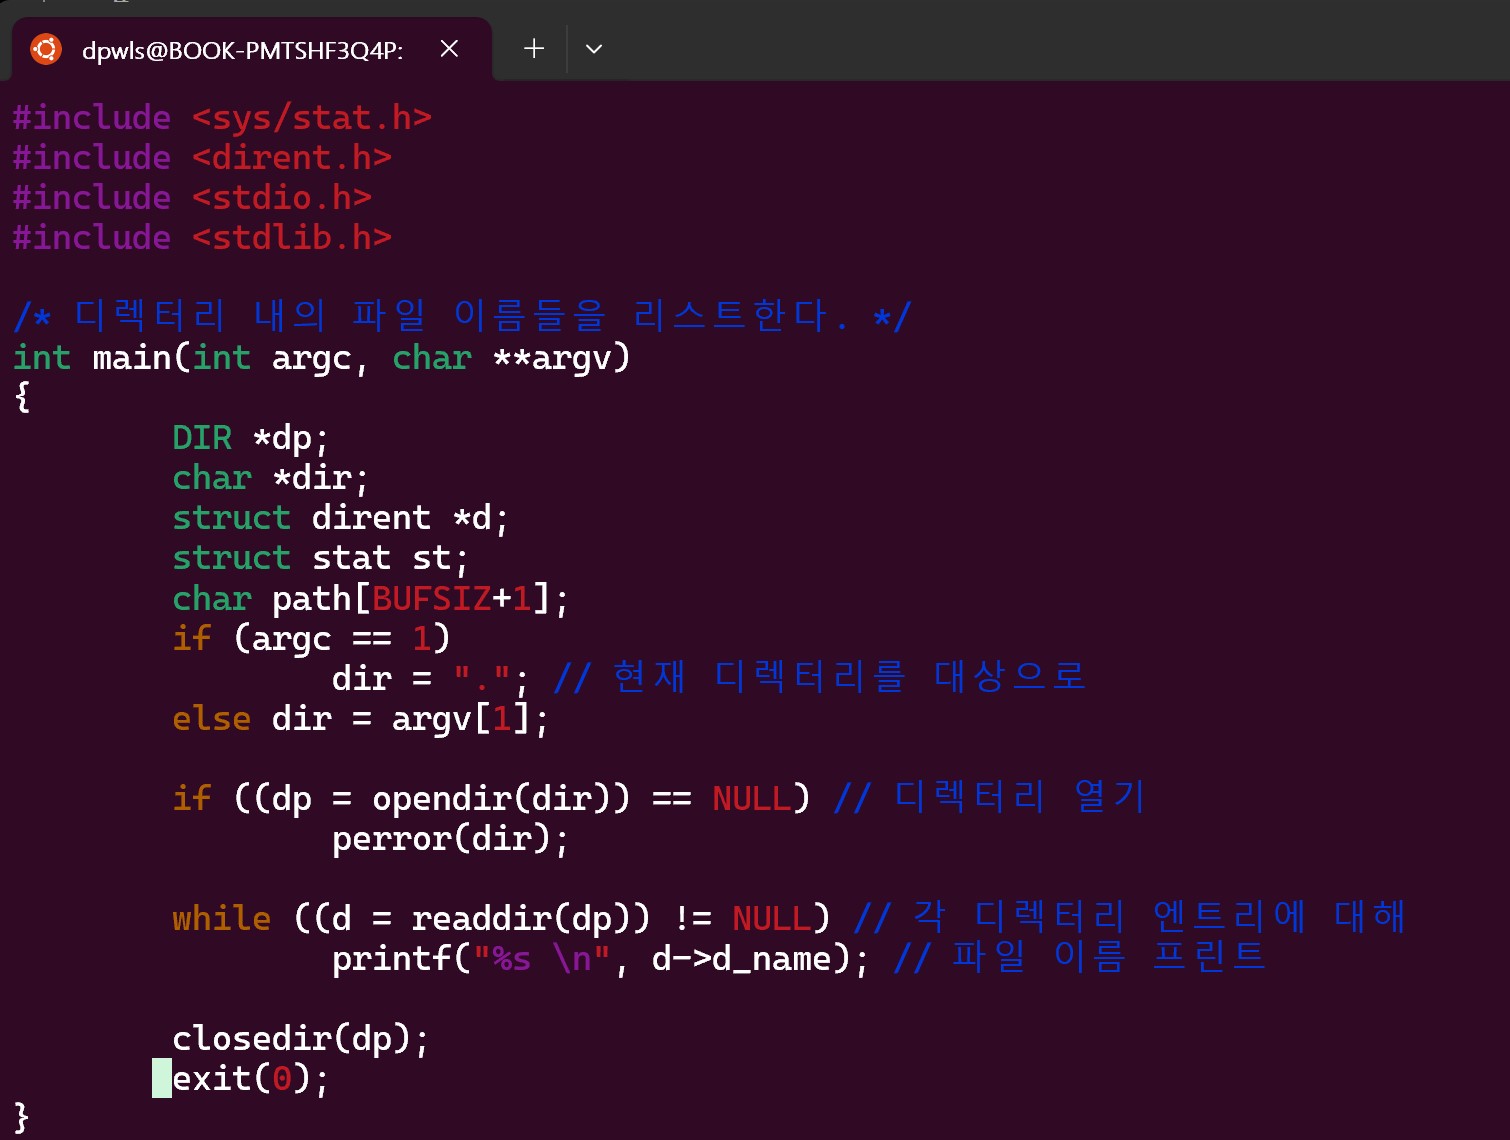 dpwls@BOOK-PMTSHF3Q4P:
#include <sys/stat.h>
#include <dirent.h>
#include <stdio.h>
#include <stdlib.h>
/* 디렉터리 내의 파일 이름들을 리스트한다. */
int main(int argc, char **argv)
{
DIR *dp;
char *dir;
struct dirent *d;
struct stat st;
char path[BUFSIZ+1];
if (argc == 1)
dir = "."; // 현재 디렉터리를 대상으로
else dir = argv[1];
if ((dp = opendir(dir)) == NULL) // 디렉터리 열기
perror(dir);
while ((d = readdir(dp)) != NULL) // 각 디렉터리 엔트리에 대해
printf("%s \n", d->d_name); // 파일 이름 프린트
closedir(dp);
exit(0);
}